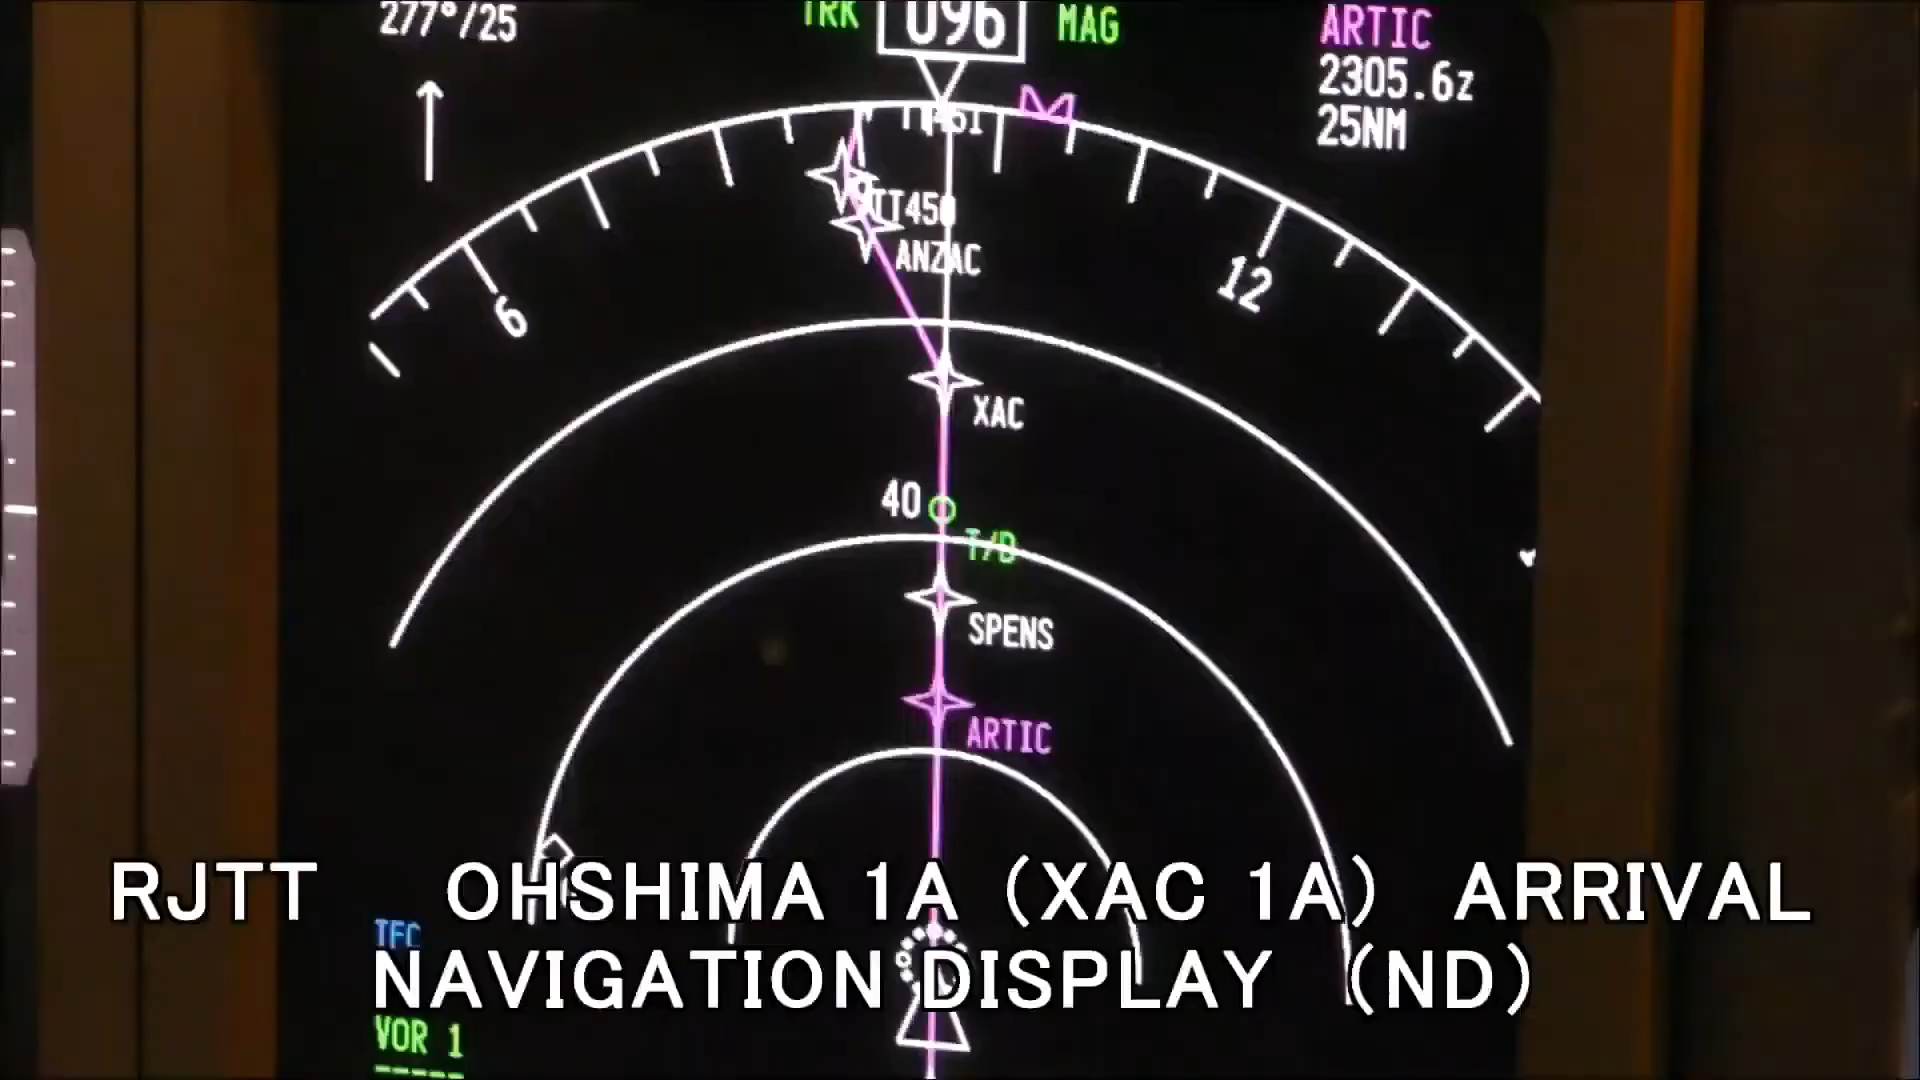 277°/25
TRK 096 MAG
ARTIC
2305.6z
25NM
TT450
ANZAC
6
12
XAC
40
T/D
SPENS
ARTIC
RJTT OHSHIMA 1A (XAC 1A) ARRIVAL
TFC
NAVIGATION DISPLAY (ND)
VOR 1
-----